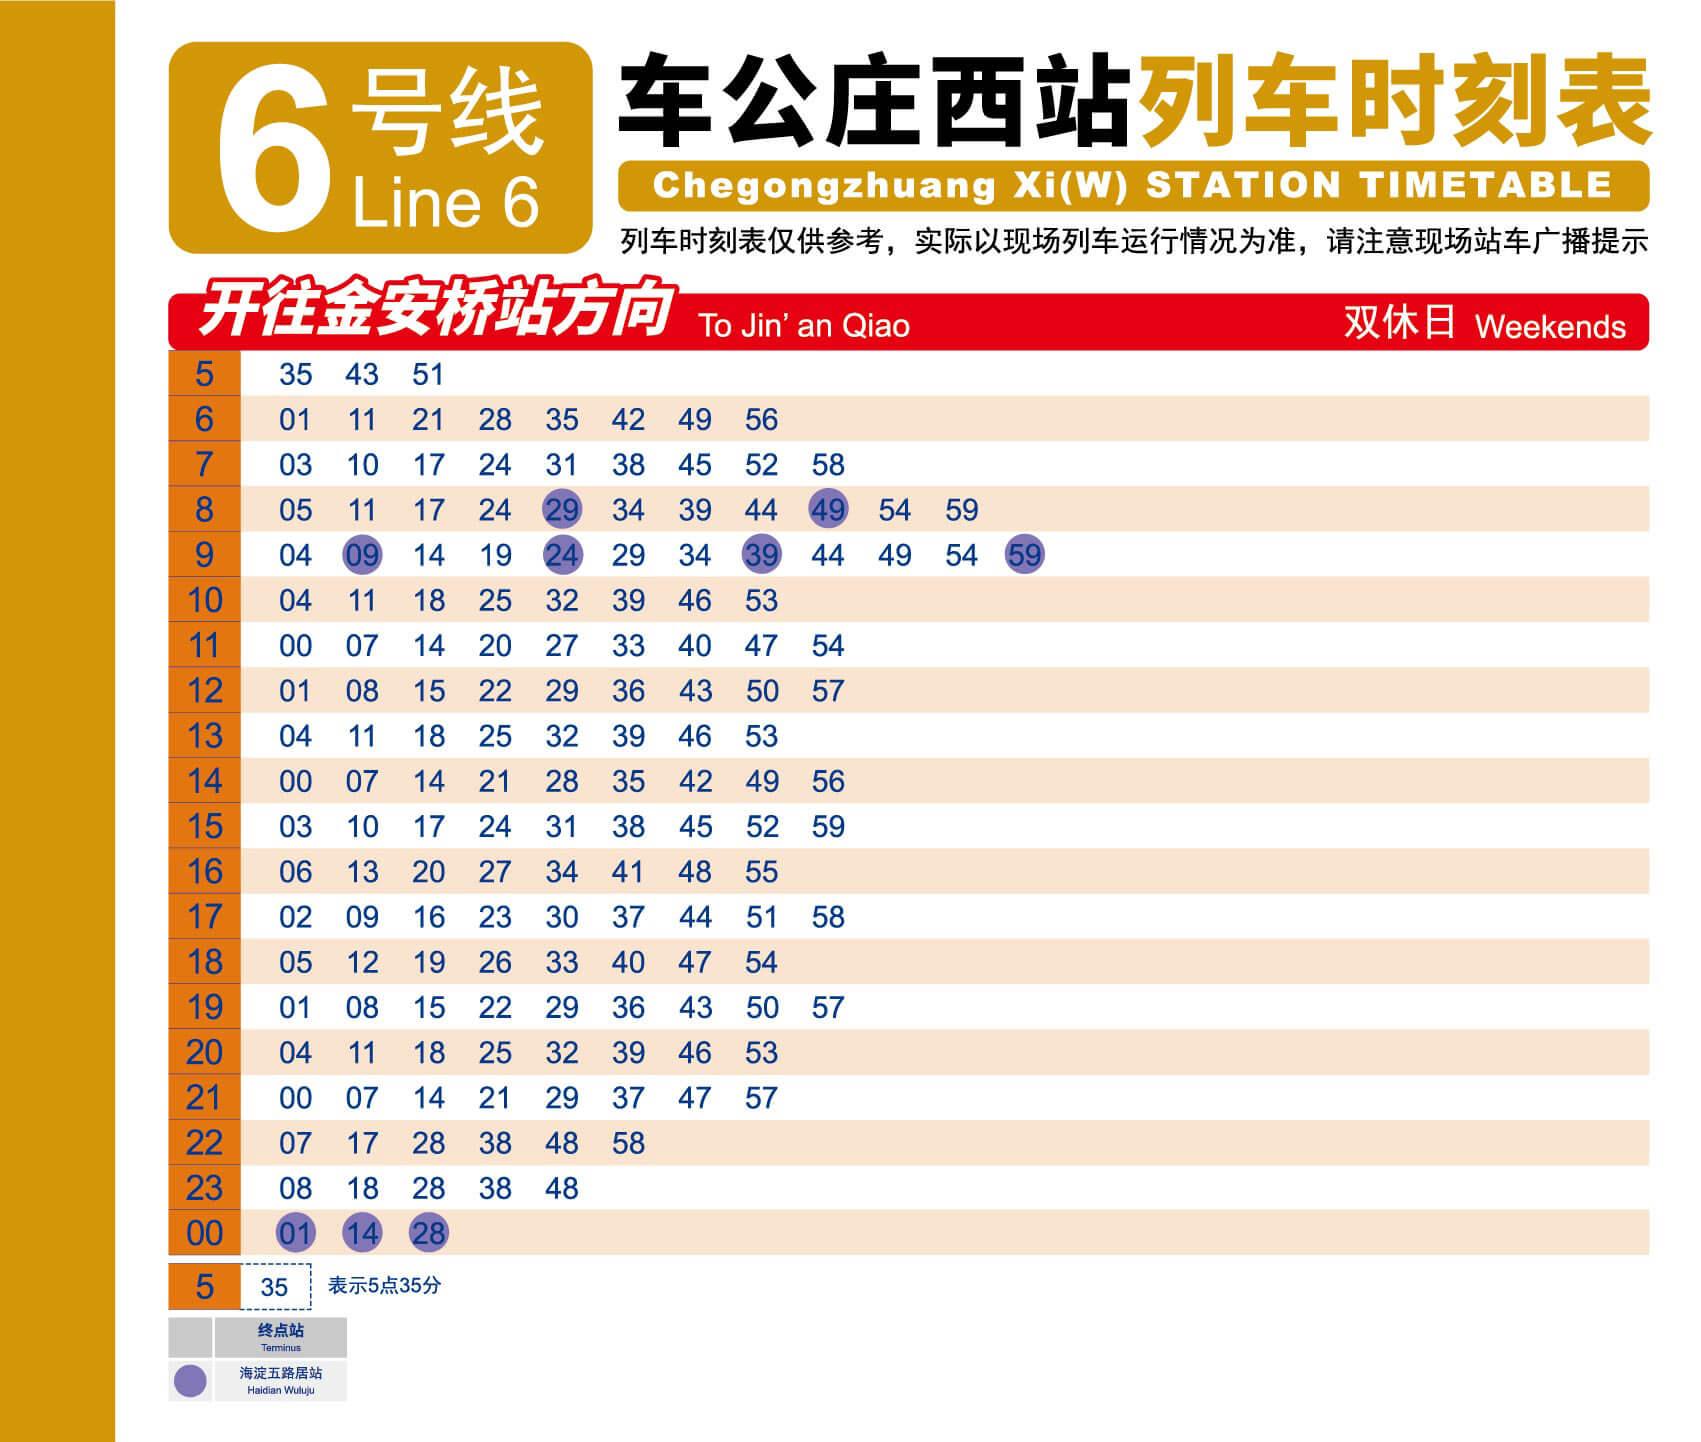 6号线
Line 6
车公庄西站列车时刻表
Chegongzhuang Xi(W) STATION TIMETABLE
列车时刻表仅供参考，实际以现场列车运行情况为准，请注意现场站车广播提示
开往金安桥站方向 To Jin’ an Qiao 双休日 Weekends
5 35 43 51
6 01 11 21 28 35 42 49 56
7 03 10 17 24 31 38 45 52 58
8 05 11 17 24 29 34 39 44 49 54 59
9 04 09 14 19 24 29 34 39 44 49 54 59
10 04 11 18 25 32 39 46 53
11 00 07 14 20 27 33 40 47 54
12 01 08 15 22 29 36 43 50 57
13 04 11 18 25 32 39 46 53
14 00 07 14 21 28 35 42 49 56
15 03 10 17 24 31 38 45 52 59
16 06 13 20 27 34 41 48 55
17 02 09 16 23 30 37 44 51 58
18 05 12 19 26 33 40 47 54
19 01 08 15 22 29 36 43 50 57
20 04 11 18 25 32 39 46 53
21 00 07 14 21 29 37 47 57
22 07 17 28 38 48 58
23 08 18 28 38 48
00 01 14 28
5 35 表示5点35分
终点站
Terminus
海淀五路居站
Haidian Wuluju